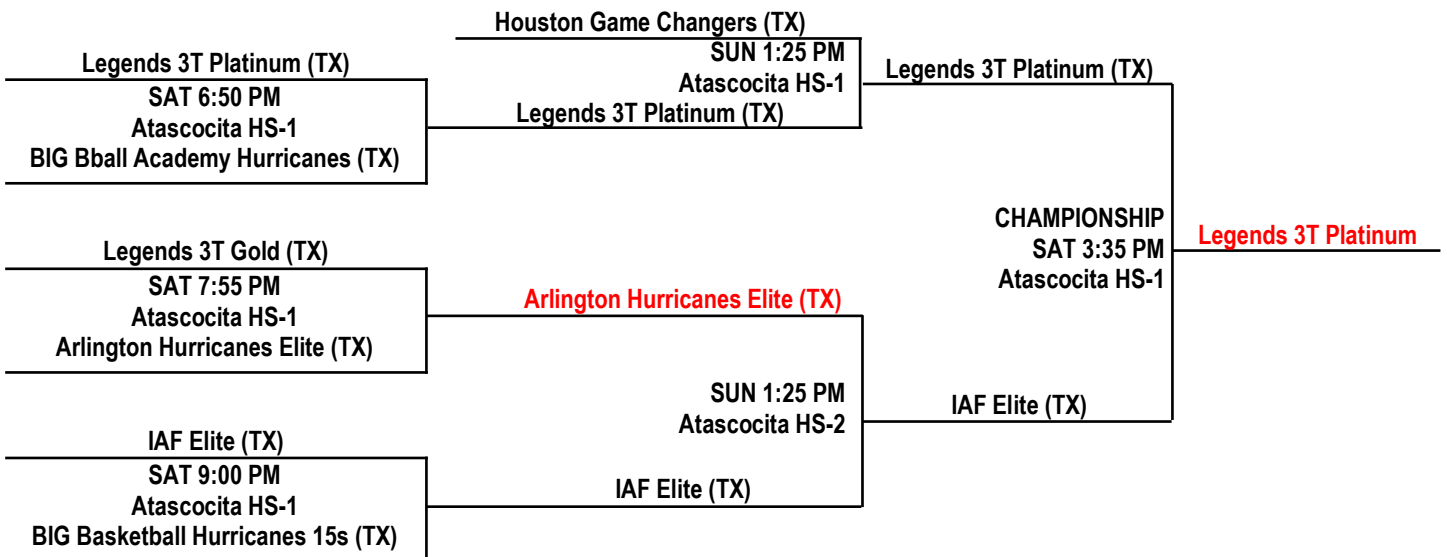 Houston Game Changers (TX)
SUN 1:25 PM
Atascocita HS-1
Legends 3T Platinum (TX)
Legends 3T Platinum (TX)
SAT 6:50 PM
Atascocita HS-1
BIG Bball Academy Hurricanes (TX)
Legends 3T Platinum (TX)
CHAMPIONSHIP
SAT 3:35 PM
Atascocita HS-1
Legends 3T Platinum
Legends 3T Gold (TX)
SAT 7:55 PM
Atascocita HS-1
Arlington Hurricanes Elite (TX)
Arlington Hurricanes Elite (TX)
SUN 1:25 PM
Atascocita HS-2
IAF Elite (TX)
IAF Elite (TX)
SAT 9:00 PM
Atascocita HS-1
BIG Basketball Hurricanes 15s (TX)
IAF Elite (TX)